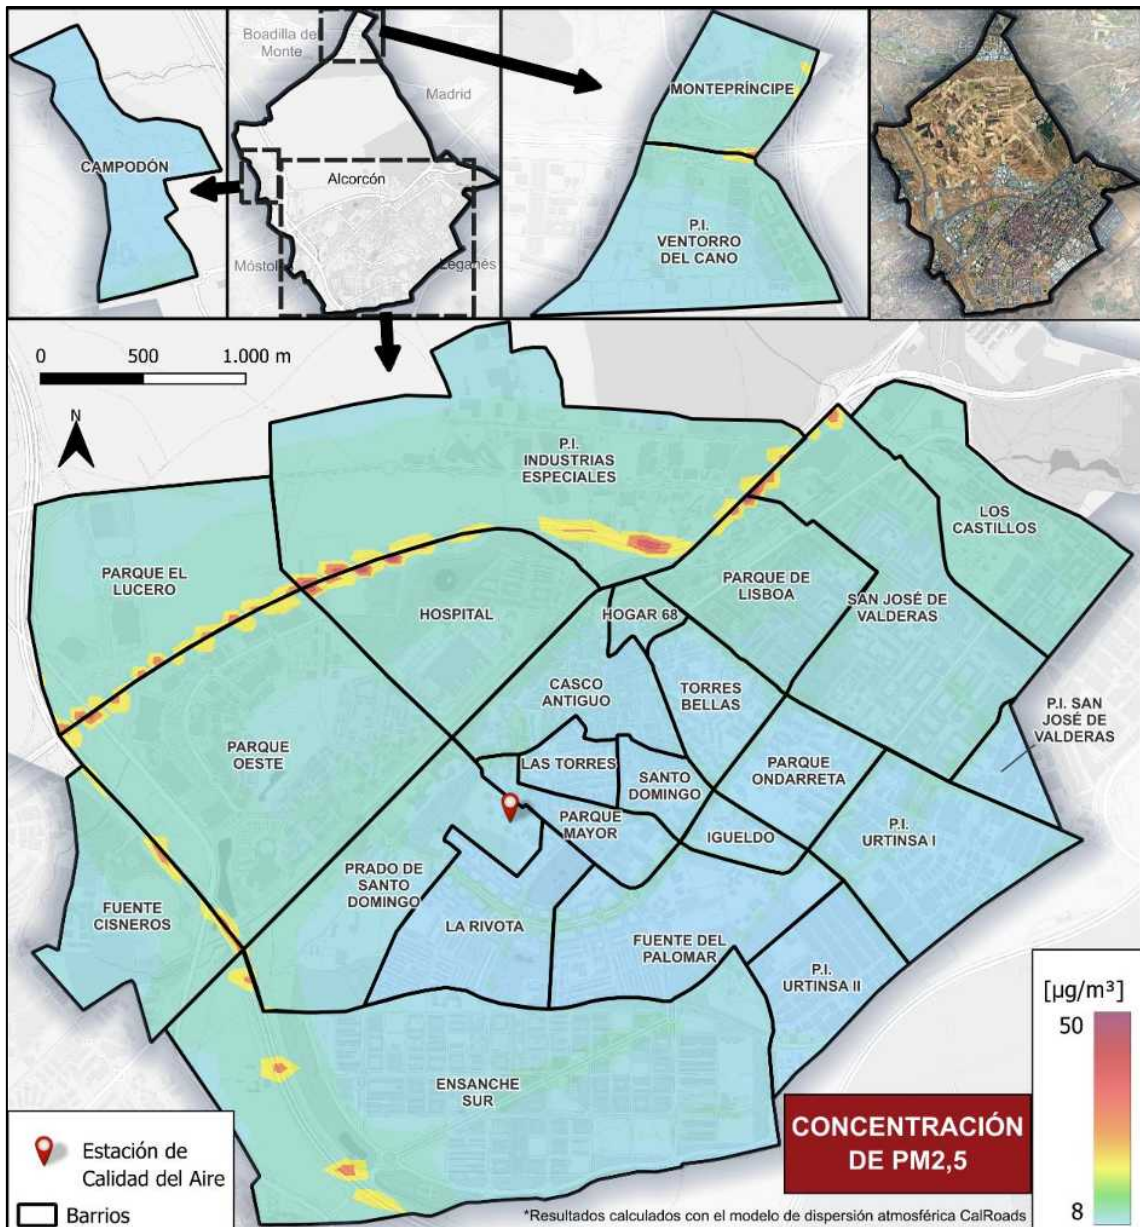 Boadilla de
Monte
Madrid
Alcorcón
Móstol
Leganés
CAMPODÓN
MONTEPRÍNCIPE
P.I.
VENTORRO
DEL CANO
0 500 1.000 m
N
P.I.
INDUSTRIAS
ESPECIALES
LOS
CASTILLOS
PARQUE EL
LUCERO
HOSPITAL
HOGAR 68
PARQUE DE
LISBOA
SAN JOSÉ DE
VALDERAS
CASCO
ANTIGUO
TORRES
BELLAS
P.I. SAN
JOSÉ DE
VALDERAS
PARQUE
OESTE
LAS TORRES
SANTO
DOMINGO
PARQUE
ONDARRETA
PARQUE
MAYOR
IGUELDO
P.I.
URTINSA I
PRADO DE
SANTO
DOMINGO
FUENTE
CISNEROS
LA RIVOTA
FUENTE DEL
PALOMAR
P.I.
URTINSA II
ENSANCHE
SUR
[µg/m³]
50
8
Estación de
Calidad del Aire
Barrios
CONCENTRACIÓN
DE PM2,5
*Resultados calculados con el modelo de dispersión atmosférica CalRoads